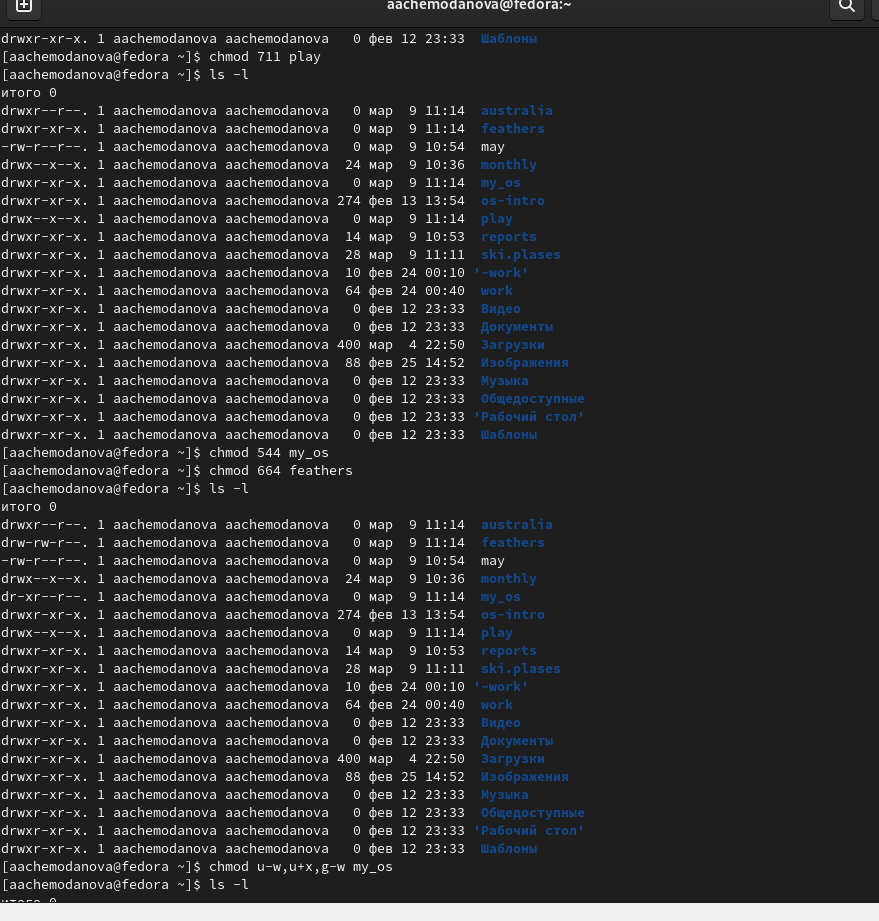 aachemodanova@fedora:~
drwxr-xr-x. 1 aachemodanova aachemodanova   0 фев 12 23:33  Шаблоны
[aachemodanova@fedora ~]$ chmod 711 play
[aachemodanova@fedora ~]$ ls -l
итого 0
drwxr--r--. 1 aachemodanova aachemodanova   0 мар  9 11:14  australia
drwxr-xr-x. 1 aachemodanova aachemodanova   0 мар  9 11:14  feathers
-rw-r--r--. 1 aachemodanova aachemodanova   0 мар  9 10:54  may
drwx--x--x. 1 aachemodanova aachemodanova  24 мар  9 10:36  monthly
drwxr-xr-x. 1 aachemodanova aachemodanova   0 мар  9 11:14  my_os
drwxr-xr-x. 1 aachemodanova aachemodanova 274 фев 13 13:54  os-intro
drwx--x--x. 1 aachemodanova aachemodanova   0 мар  9 11:14  play
drwxr-xr-x. 1 aachemodanova aachemodanova  14 мар  9 10:53  reports
drwxr-xr-x. 1 aachemodanova aachemodanova  28 мар  9 11:11  ski.plases
drwxr-xr-x. 1 aachemodanova aachemodanova  10 фев 24 00:10 '~work'
drwxr-xr-x. 1 aachemodanova aachemodanova  64 фев 24 00:40  work
drwxr-xr-x. 1 aachemodanova aachemodanova   0 фев 12 23:33  Видео
drwxr-xr-x. 1 aachemodanova aachemodanova   0 фев 12 23:33  Документы
drwxr-xr-x. 1 aachemodanova aachemodanova 400 мар  4 22:50  Загрузки
drwxr-xr-x. 1 aachemodanova aachemodanova  88 фев 25 14:52  Изображения
drwxr-xr-x. 1 aachemodanova aachemodanova   0 фев 12 23:33  Музыка
drwxr-xr-x. 1 aachemodanova aachemodanova   0 фев 12 23:33  Общедоступные
drwxr-xr-x. 1 aachemodanova aachemodanova   0 фев 12 23:33 'Рабочий стол'
drwxr-xr-x. 1 aachemodanova aachemodanova   0 фев 12 23:33  Шаблоны
[aachemodanova@fedora ~]$ chmod 544 my_os
[aachemodanova@fedora ~]$ chmod 664 feathers
[aachemodanova@fedora ~]$ ls -l
итого 0
drwxr--r--. 1 aachemodanova aachemodanova   0 мар  9 11:14  australia
drw-rw-r--. 1 aachemodanova aachemodanova   0 мар  9 11:14  feathers
-rw-r--r--. 1 aachemodanova aachemodanova   0 мар  9 10:54  may
drwx--x--x. 1 aachemodanova aachemodanova  24 мар  9 10:36  monthly
dr-xr--r--. 1 aachemodanova aachemodanova   0 мар  9 11:14  my_os
drwxr-xr-x. 1 aachemodanova aachemodanova 274 фев 13 13:54  os-intro
drwx--x--x. 1 aachemodanova aachemodanova   0 мар  9 11:14  play
drwxr-xr-x. 1 aachemodanova aachemodanova  14 мар  9 10:53  reports
drwxr-xr-x. 1 aachemodanova aachemodanova  28 мар  9 11:11  ski.plases
drwxr-xr-x. 1 aachemodanova aachemodanova  10 фев 24 00:10 '~work'
drwxr-xr-x. 1 aachemodanova aachemodanova  64 фев 24 00:40  work
drwxr-xr-x. 1 aachemodanova aachemodanova   0 фев 12 23:33  Видео
drwxr-xr-x. 1 aachemodanova aachemodanova   0 фев 12 23:33  Документы
drwxr-xr-x. 1 aachemodanova aachemodanova 400 мар  4 22:50  Загрузки
drwxr-xr-x. 1 aachemodanova aachemodanova  88 фев 25 14:52  Изображения
drwxr-xr-x. 1 aachemodanova aachemodanova   0 фев 12 23:33  Музыка
drwxr-xr-x. 1 aachemodanova aachemodanova   0 фев 12 23:33  Общедоступные
drwxr-xr-x. 1 aachemodanova aachemodanova   0 фев 12 23:33 'Рабочий стол'
drwxr-xr-x. 1 aachemodanova aachemodanova   0 фев 12 23:33  Шаблоны
[aachemodanova@fedora ~]$ chmod u-w,u+x,g-w my_os
[aachemodanova@fedora ~]$ ls -l
итого 0